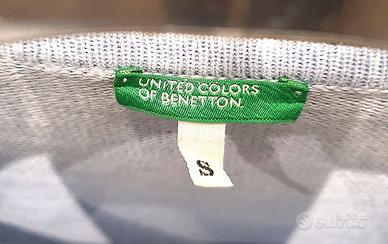 UNITED COLORS
OF BENETTON.
S
subito